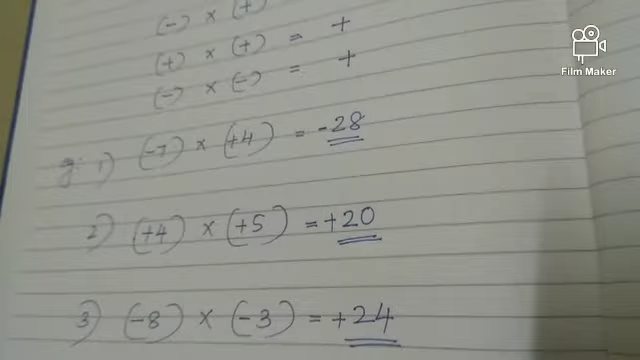 (-) × (+)
(+) × (+) = +
(-) × (-) = +
Film Maker
1) (-7) × (+4) = -28
2) (+4) × (+5) = +20
3) (-8) × (-3) = +24